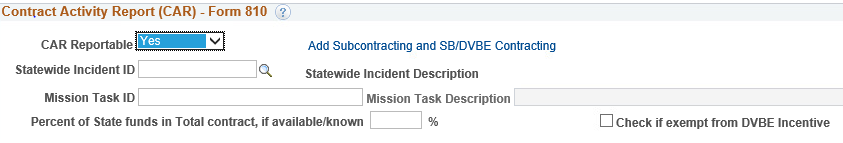 Contract Activity Report (CAR) - Form 810 ?
CAR Reportable Yes Add Subcontracting and SB/DVBE Contracting
Statewide Incident ID Statewide Incident Description
Mission Task ID Mission Task Description
Percent of State funds in Total contract, if available/known % Check if exempt from DVBE Incentive